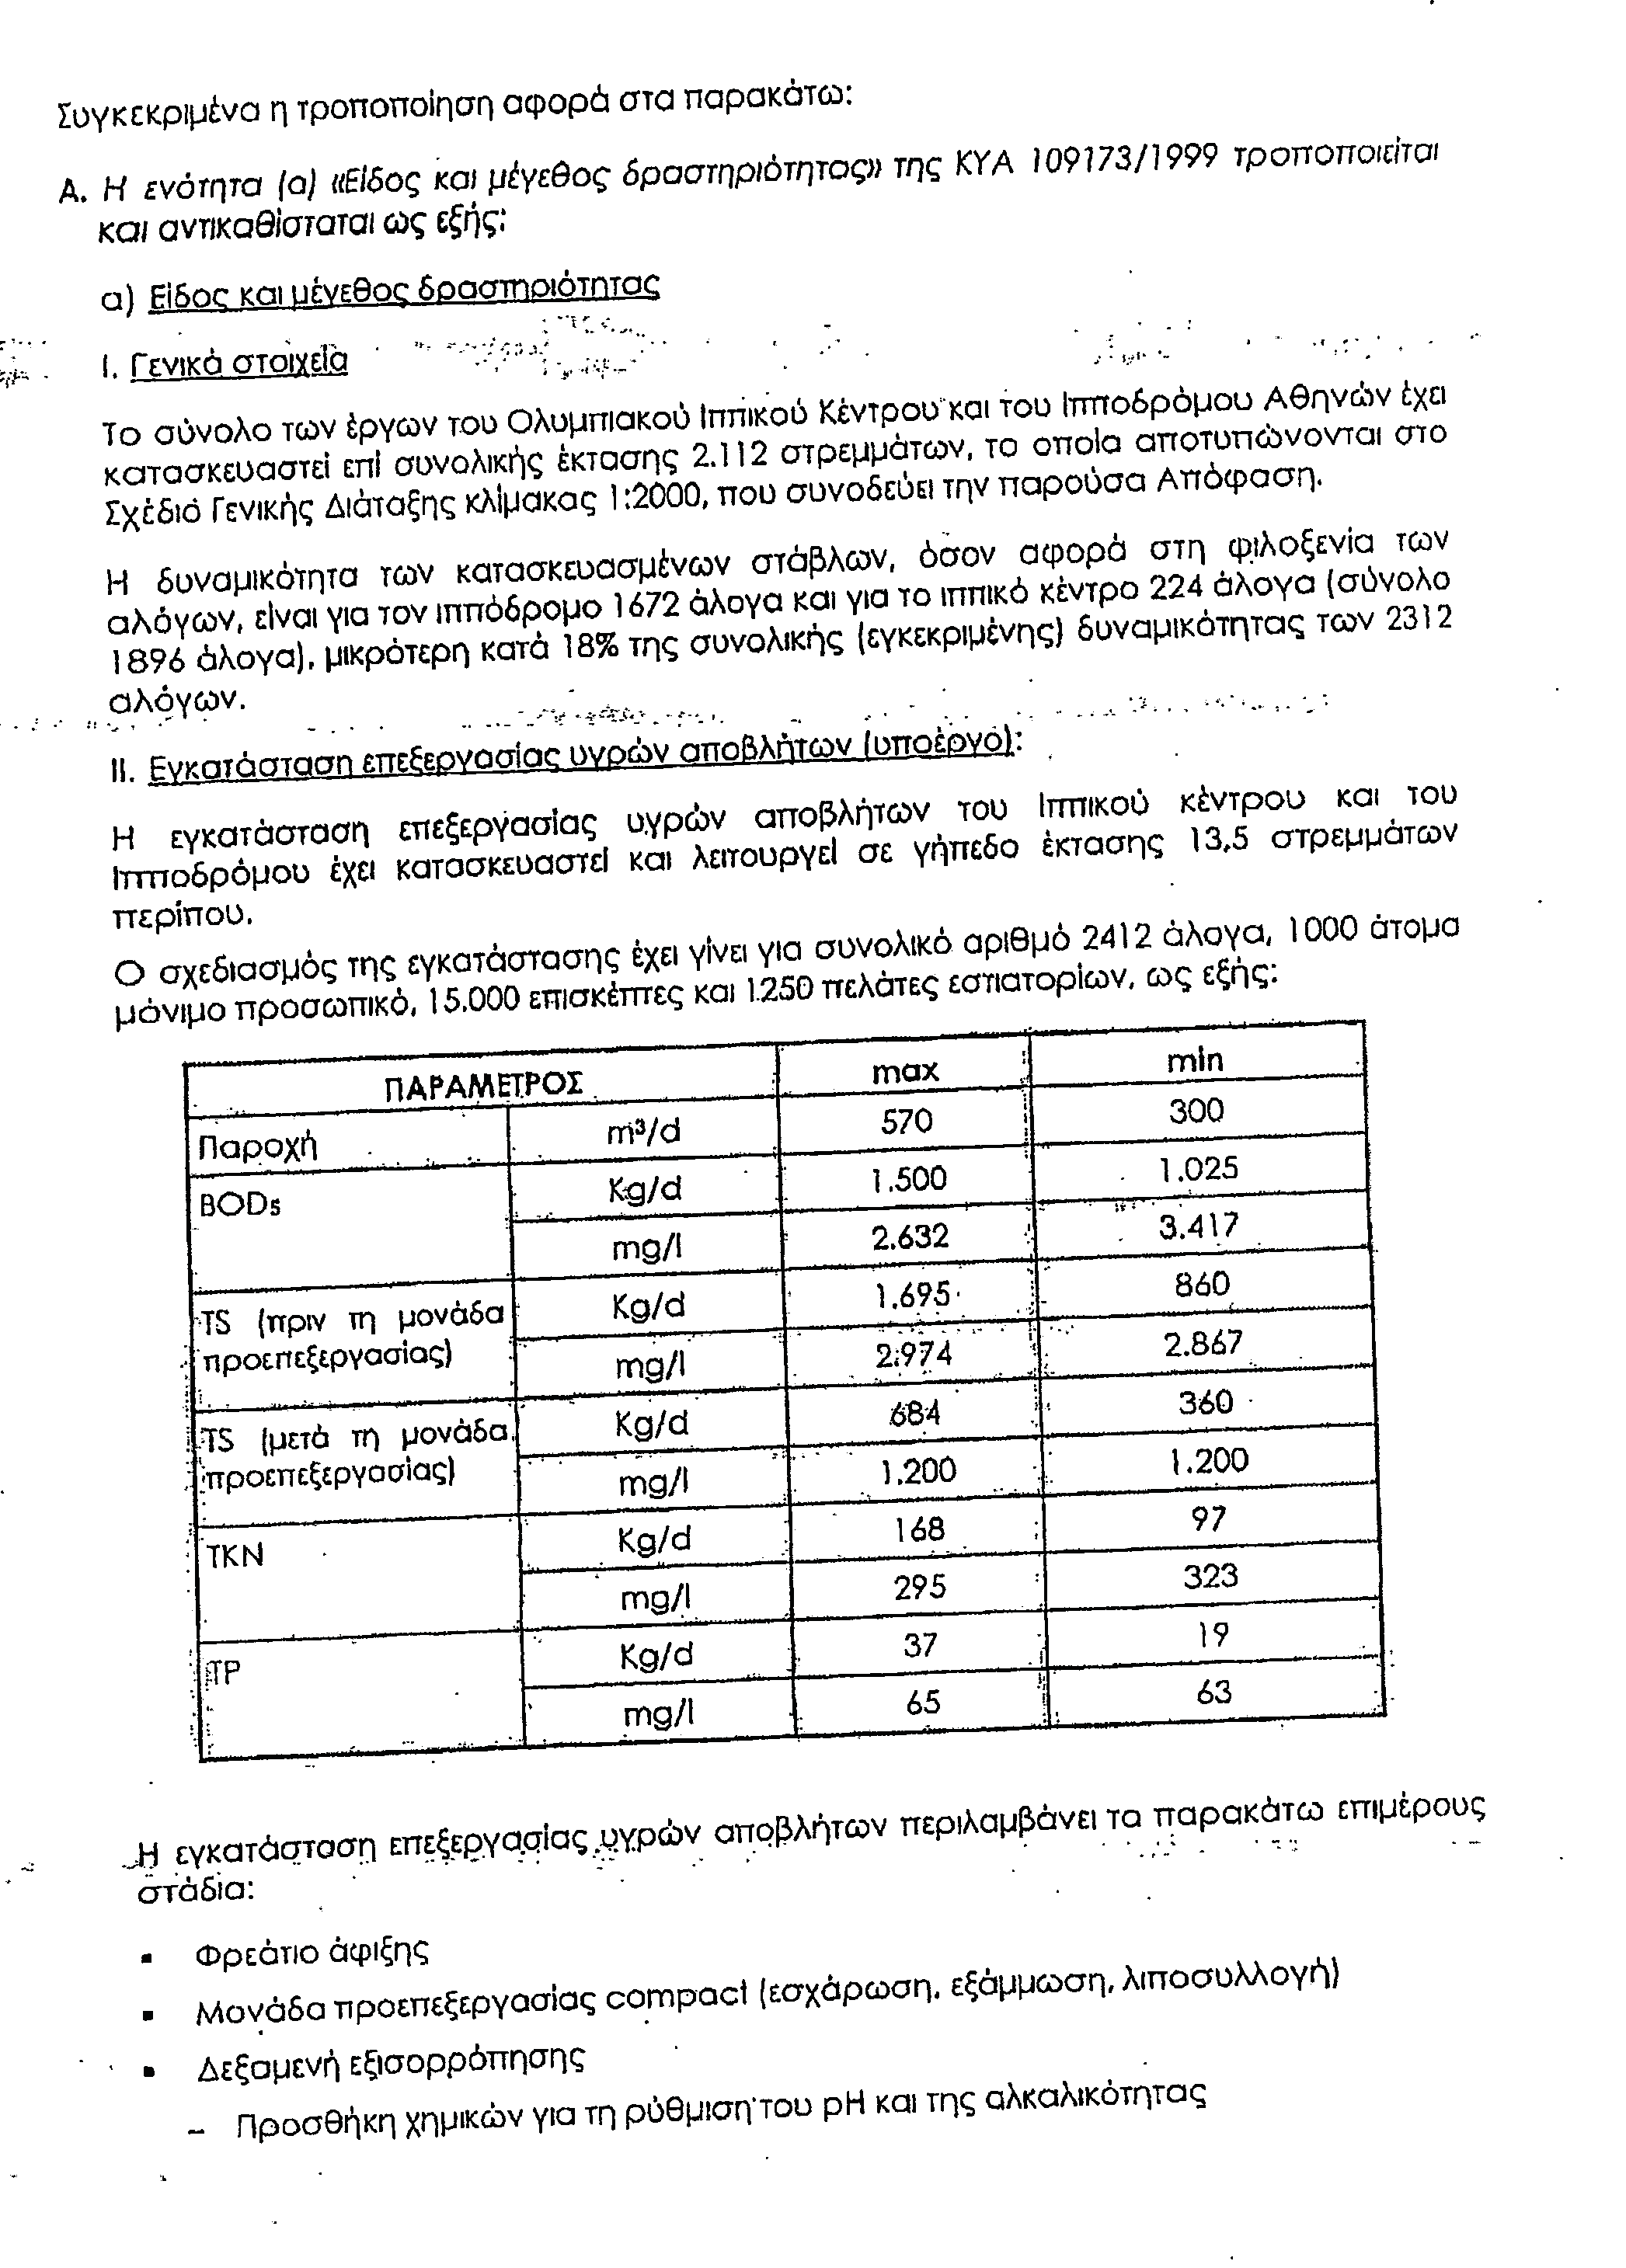 Συγκεκριμένα η τροποποίηση αφορά στα παρακάτω:
Α. Η ενότητα (α) «Είδος και μέγεθος δραστηριότητας» της ΚΥΑ 109173/1999 τροποποιείται
και αντικαθίσταται ως εξής:
α) Είδος και μέγεθος δραστηριότητας
Ι. Γενικά στοιχεία
Το σύνολο των έργων του Ολυμπιακού Ιππικού Κέντρου και του Ιπποδρόμου Αθηνών έχει
κατασκευαστεί επί συνολικής έκτασης 2.112 στρεμμάτων, τα οποία αποτυπώνονται στο
Σχέδιό Γενικής Διάταξης κλίμακας 1:2000, που συνοδεύει την παρούσα Απόφαση.
Η δυναμικότητα των κατασκευασμένων στάβλων, όσον αφορά στη φιλοξενία των
αλόγων, είναι για τον ιππόδρομο 1672 άλογα και για το ιππικό κέντρο 224 άλογα (σύνολο
1896 άλογα), μικρότερη κατά 18% της συνολικής (εγκεκριμένης) δυναμικότητας των 2312
αλόγων.
ΙΙ. Εγκατάσταση επεξεργασίας υγρών αποβλήτων (υποέργο):
Η εγκατάσταση επεξεργασίας υγρών αποβλήτων του Ιππικού κέντρου και του
Ιπποδρόμου έχει κατασκευαστεί και λειτουργεί σε γήπεδο έκτασης 13,5 στρεμμάτων
περίπου.
Ο σχεδιασμός της εγκατάστασης έχει γίνει για συνολικό αριθμό 2412 άλογα, 1000 άτομα
μόνιμο προσωπικό, 15.000 επισκέπτες και 1250 πελάτες εστιατορίων, ως εξής:
ΠΑΡΑΜΕΤΡΟΣ max min
Παροχή m³/d 570 300
BOD₅ Kg/d 1.500 1.025
mg/l 2.632 3.417
TS (πριν τη μονάδα προεπεξεργασίας) Kg/d 1.695 860
mg/l 2.974 2.867
TS (μετά τη μονάδα προεπεξεργασίας) Kg/d 684 360
mg/l 1.200 1.200
TKN Kg/d 168 97
mg/l 295 323
TP Kg/d 37 19
mg/l 65 63
Η εγκατάσταση επεξεργασίας υγρών αποβλήτων περιλαμβάνει τα παρακάτω επιμέρους
στάδια:
▪ Φρεάτιο άφιξης
▪ Μονάδα προεπεξεργασίας compact (εσχάρωση, εξάμμωση, λιποσυλλογή)
▪ Δεξαμενή εξισορρόπησης
– Προσθήκη χημικών για τη ρύθμιση του pH και της αλκαλικότητας